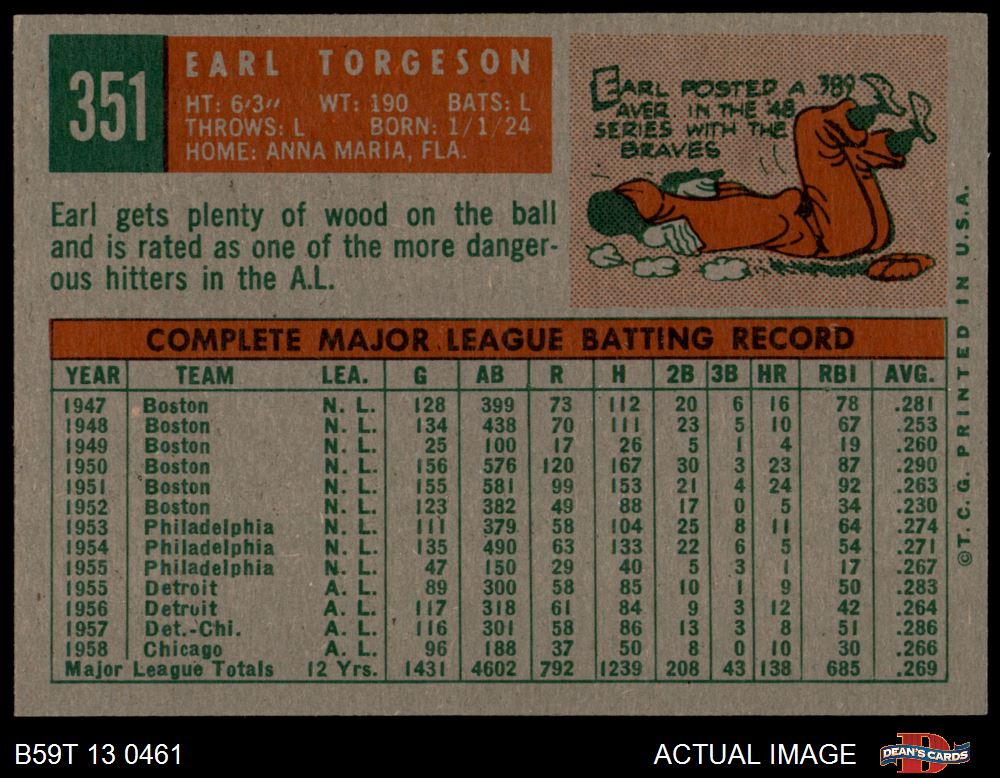 351
EARL TORGESON
HT: 6'3" WT: 190 BATS: L
THROWS: L BORN: 1/1/24
HOME: ANNA MARIA, FLA.
EARL POSTED A .389
AVER IN THE '48
SERIES WITH THE
BRAVES
Earl gets plenty of wood on the ball
and is rated as one of the more danger-
ous hitters in the A.L.
COMPLETE MAJOR LEAGUE BATTING RECORD
YEAR TEAM LEA. G AB R H 2B 3B HR RBI AVG.
1947 Boston N. L. 128 399 73 112 20 6 16 78 .281
1948 Boston N. L. 134 438 70 111 23 5 10 67 .253
1949 Boston N. L. 25 100 17 26 5 1 4 19 .260
1950 Boston N. L. 156 576 120 167 30 3 23 87 .290
1951 Boston N. L. 155 581 99 153 21 4 24 92 .263
1952 Boston N. L. 123 382 49 88 17 0 5 34 .230
1953 Philadelphia N. L. 111 379 58 104 25 8 11 64 .274
1954 Philadelphia N. L. 135 490 63 133 22 6 5 54 .271
1955 Philadelphia N. L. 47 150 29 40 5 3 1 17 .267
1955 Detroit A. L. 89 300 58 85 10 1 9 50 .283
1956 Detroit A. L. 117 318 61 84 9 3 12 42 .264
1957 Det.-Chi. A. L. 116 301 58 86 13 3 8 51 .286
1958 Chicago A. L. 96 188 37 50 8 0 10 30 .266
Major League Totals 12 Yrs. 1431 4602 792 1239 208 43 138 685 .269
©T.C.G. PRINTED IN U.S.A.
B59T 13 0461
ACTUAL IMAGE
DEAN'S CARDS